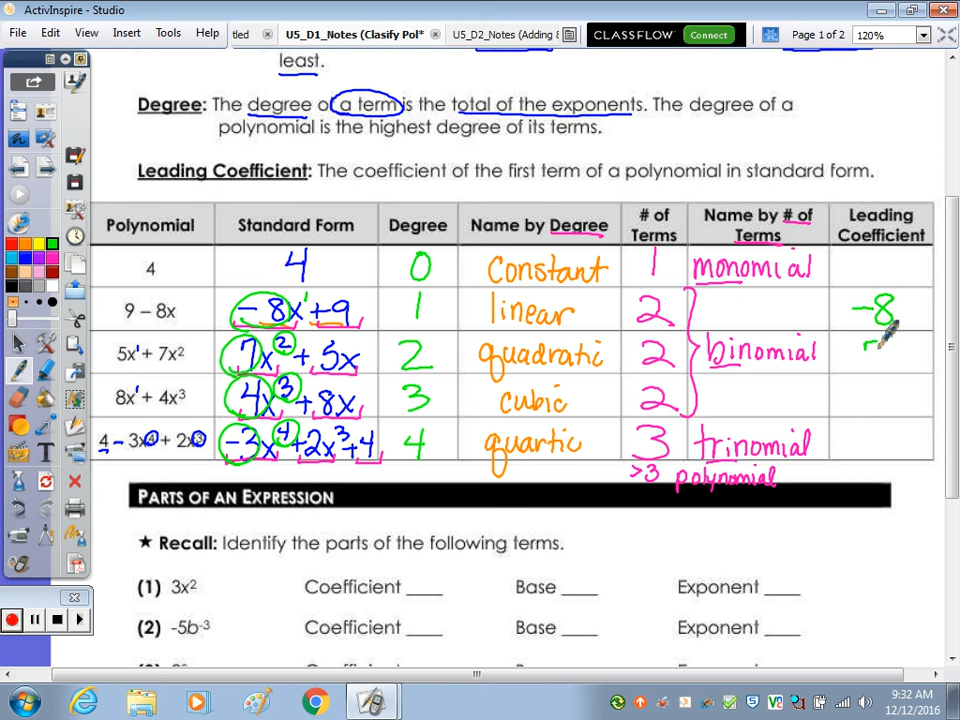 ActivInspire - Studio
File Edit View Insert Tools Help
tled
U5_D1_Notes (Clasify Pol*
U5_D2_Notes (Adding &
CLASSFLOW Connect
Page 1 of 2
120%
least.
Degree: The degree of a term is the total of the exponents. The degree of a
polynomial is the highest degree of its terms.
Leading Coefficient: The coefficient of the first term of a polynomial in standard form.
Polynomial Standard Form Degree Name by Degree # of Terms Name by # of Terms Leading Coefficient
4 4 0 constant 1 monomial
9 – 8x -8x¹+9 1 linear 2 -8
5x¹ + 7x² 7x² + 5x 2 quadratic 2 binomial
8x¹ + 4x³ 4x³ + 8x 3 cubic 2
4 – 3x⁴ + 2x³ -3x⁴+2x³+4 4 quartic 3 trinomial
>3 polynomial
PARTS OF AN EXPRESSION
★ Recall: Identify the parts of the following terms.
(1) 3x² Coefficient ____ Base ____ Exponent ____
(2) -5b⁻³ Coefficient ____ Base ____ Exponent ____
9:32 AM
12/12/2016